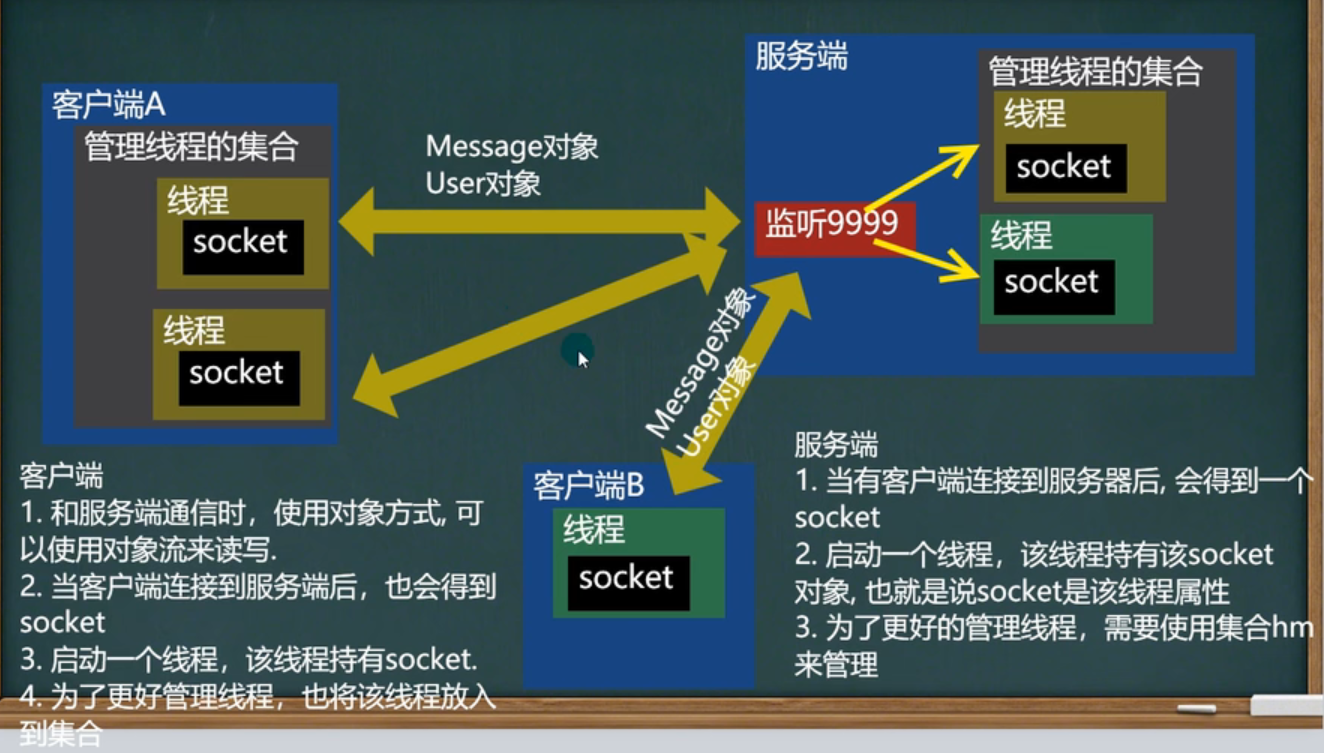 客户端A
管理线程的集合
线程
socket
线程
socket
Message对象
User对象
服务端
监听9999
管理线程的集合
线程
socket
线程
socket
Message对象
User对象
客户端B
线程
socket
客户端
1. 和服务端通信时，使用对象方式, 可
以使用对象流来读写.
2. 当客户端连接到服务端后，也会得到
socket
3. 启动一个线程，该线程持有socket.
4. 为了更好管理线程，也将该线程放入
到集合
服务端
1. 当有客户端连接到服务器后, 会得到一个
socket
2. 启动一个线程，该线程持有该socket
对象, 也就是说socket是该线程属性
3. 为了更好的管理线程，需要使用集合hm
来管理